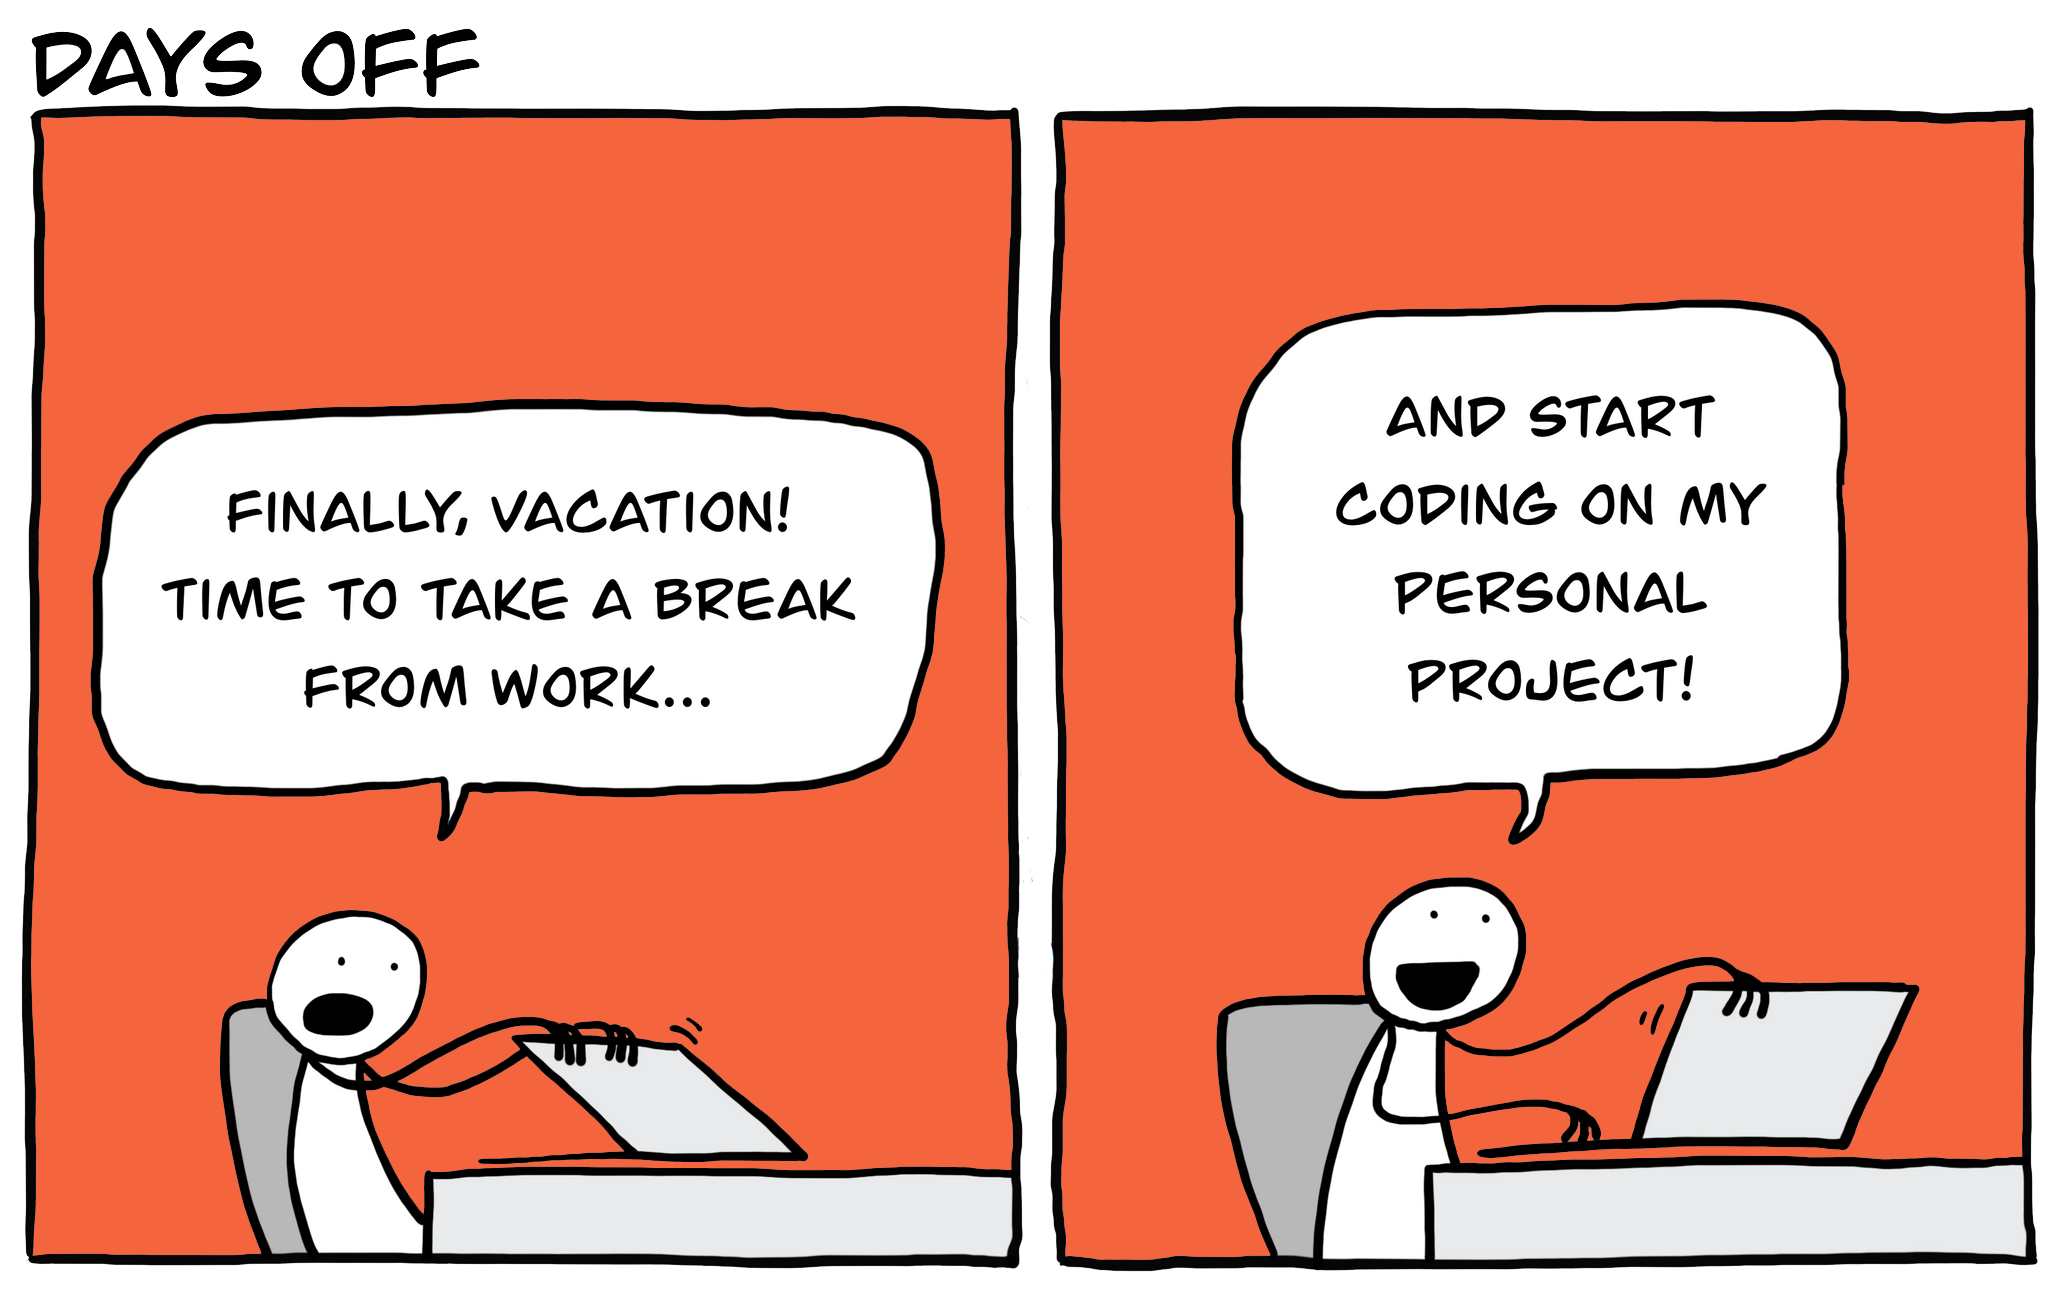 DAYS OFF
FINALLY, VACATION!
TIME TO TAKE A BREAK
FROM WORK...
AND START
CODING ON MY
PERSONAL
PROJECT!